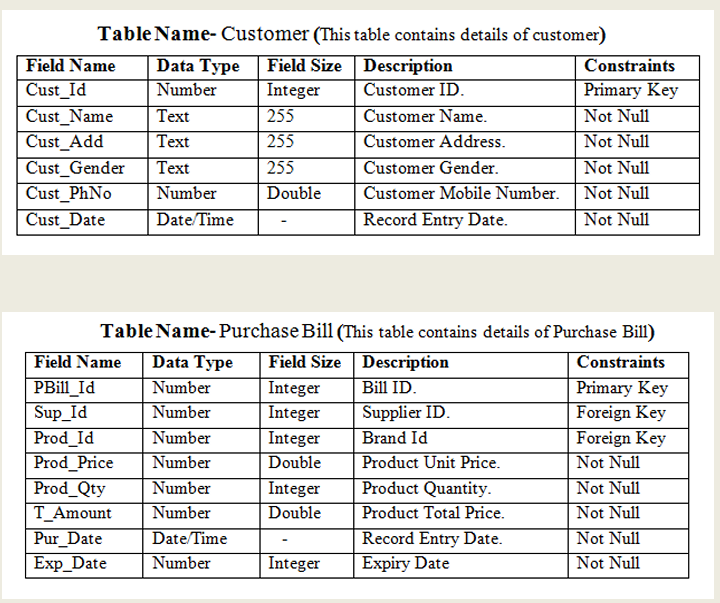 Table Name- Customer (This table contains details of customer)
Field Name Data Type Field Size Description Constraints
Cust_Id Number Integer Customer ID. Primary Key
Cust_Name Text 255 Customer Name. Not Null
Cust_Add Text 255 Customer Address. Not Null
Cust_Gender Text 255 Customer Gender. Not Null
Cust_PhNo Number Double Customer Mobile Number. Not Null
Cust_Date Date/Time - Record Entry Date. Not Null
Table Name- Purchase Bill (This table contains details of Purchase Bill)
Field Name Data Type Field Size Description Constraints
PBill_Id Number Integer Bill ID. Primary Key
Sup_Id Number Integer Supplier ID. Foreign Key
Prod_Id Number Integer Brand Id Foreign Key
Prod_Price Number Double Product Unit Price. Not Null
Prod_Qty Number Integer Product Quantity. Not Null
T_Amount Number Double Product Total Price. Not Null
Pur_Date Date/Time - Record Entry Date. Not Null
Exp_Date Number Integer Expiry Date Not Null